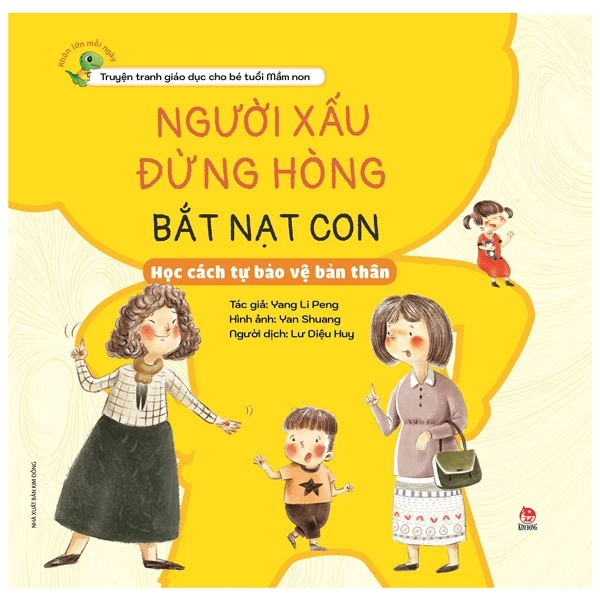 Khôn lớn mỗi ngày
Truyện tranh giáo dục cho bé tuổi Mầm non
NGƯỜI XẤU
ĐỪNG HÒNG
BẮT NẠT CON
Học cách tự bảo vệ bản thân
Tác giả: Yang Li Peng
Hình ảnh: Yan Shuang
Người dịch: Lư Diệu Huy
NHÀ XUẤT BẢN KIM ĐỒNG
KIM ĐỒNG